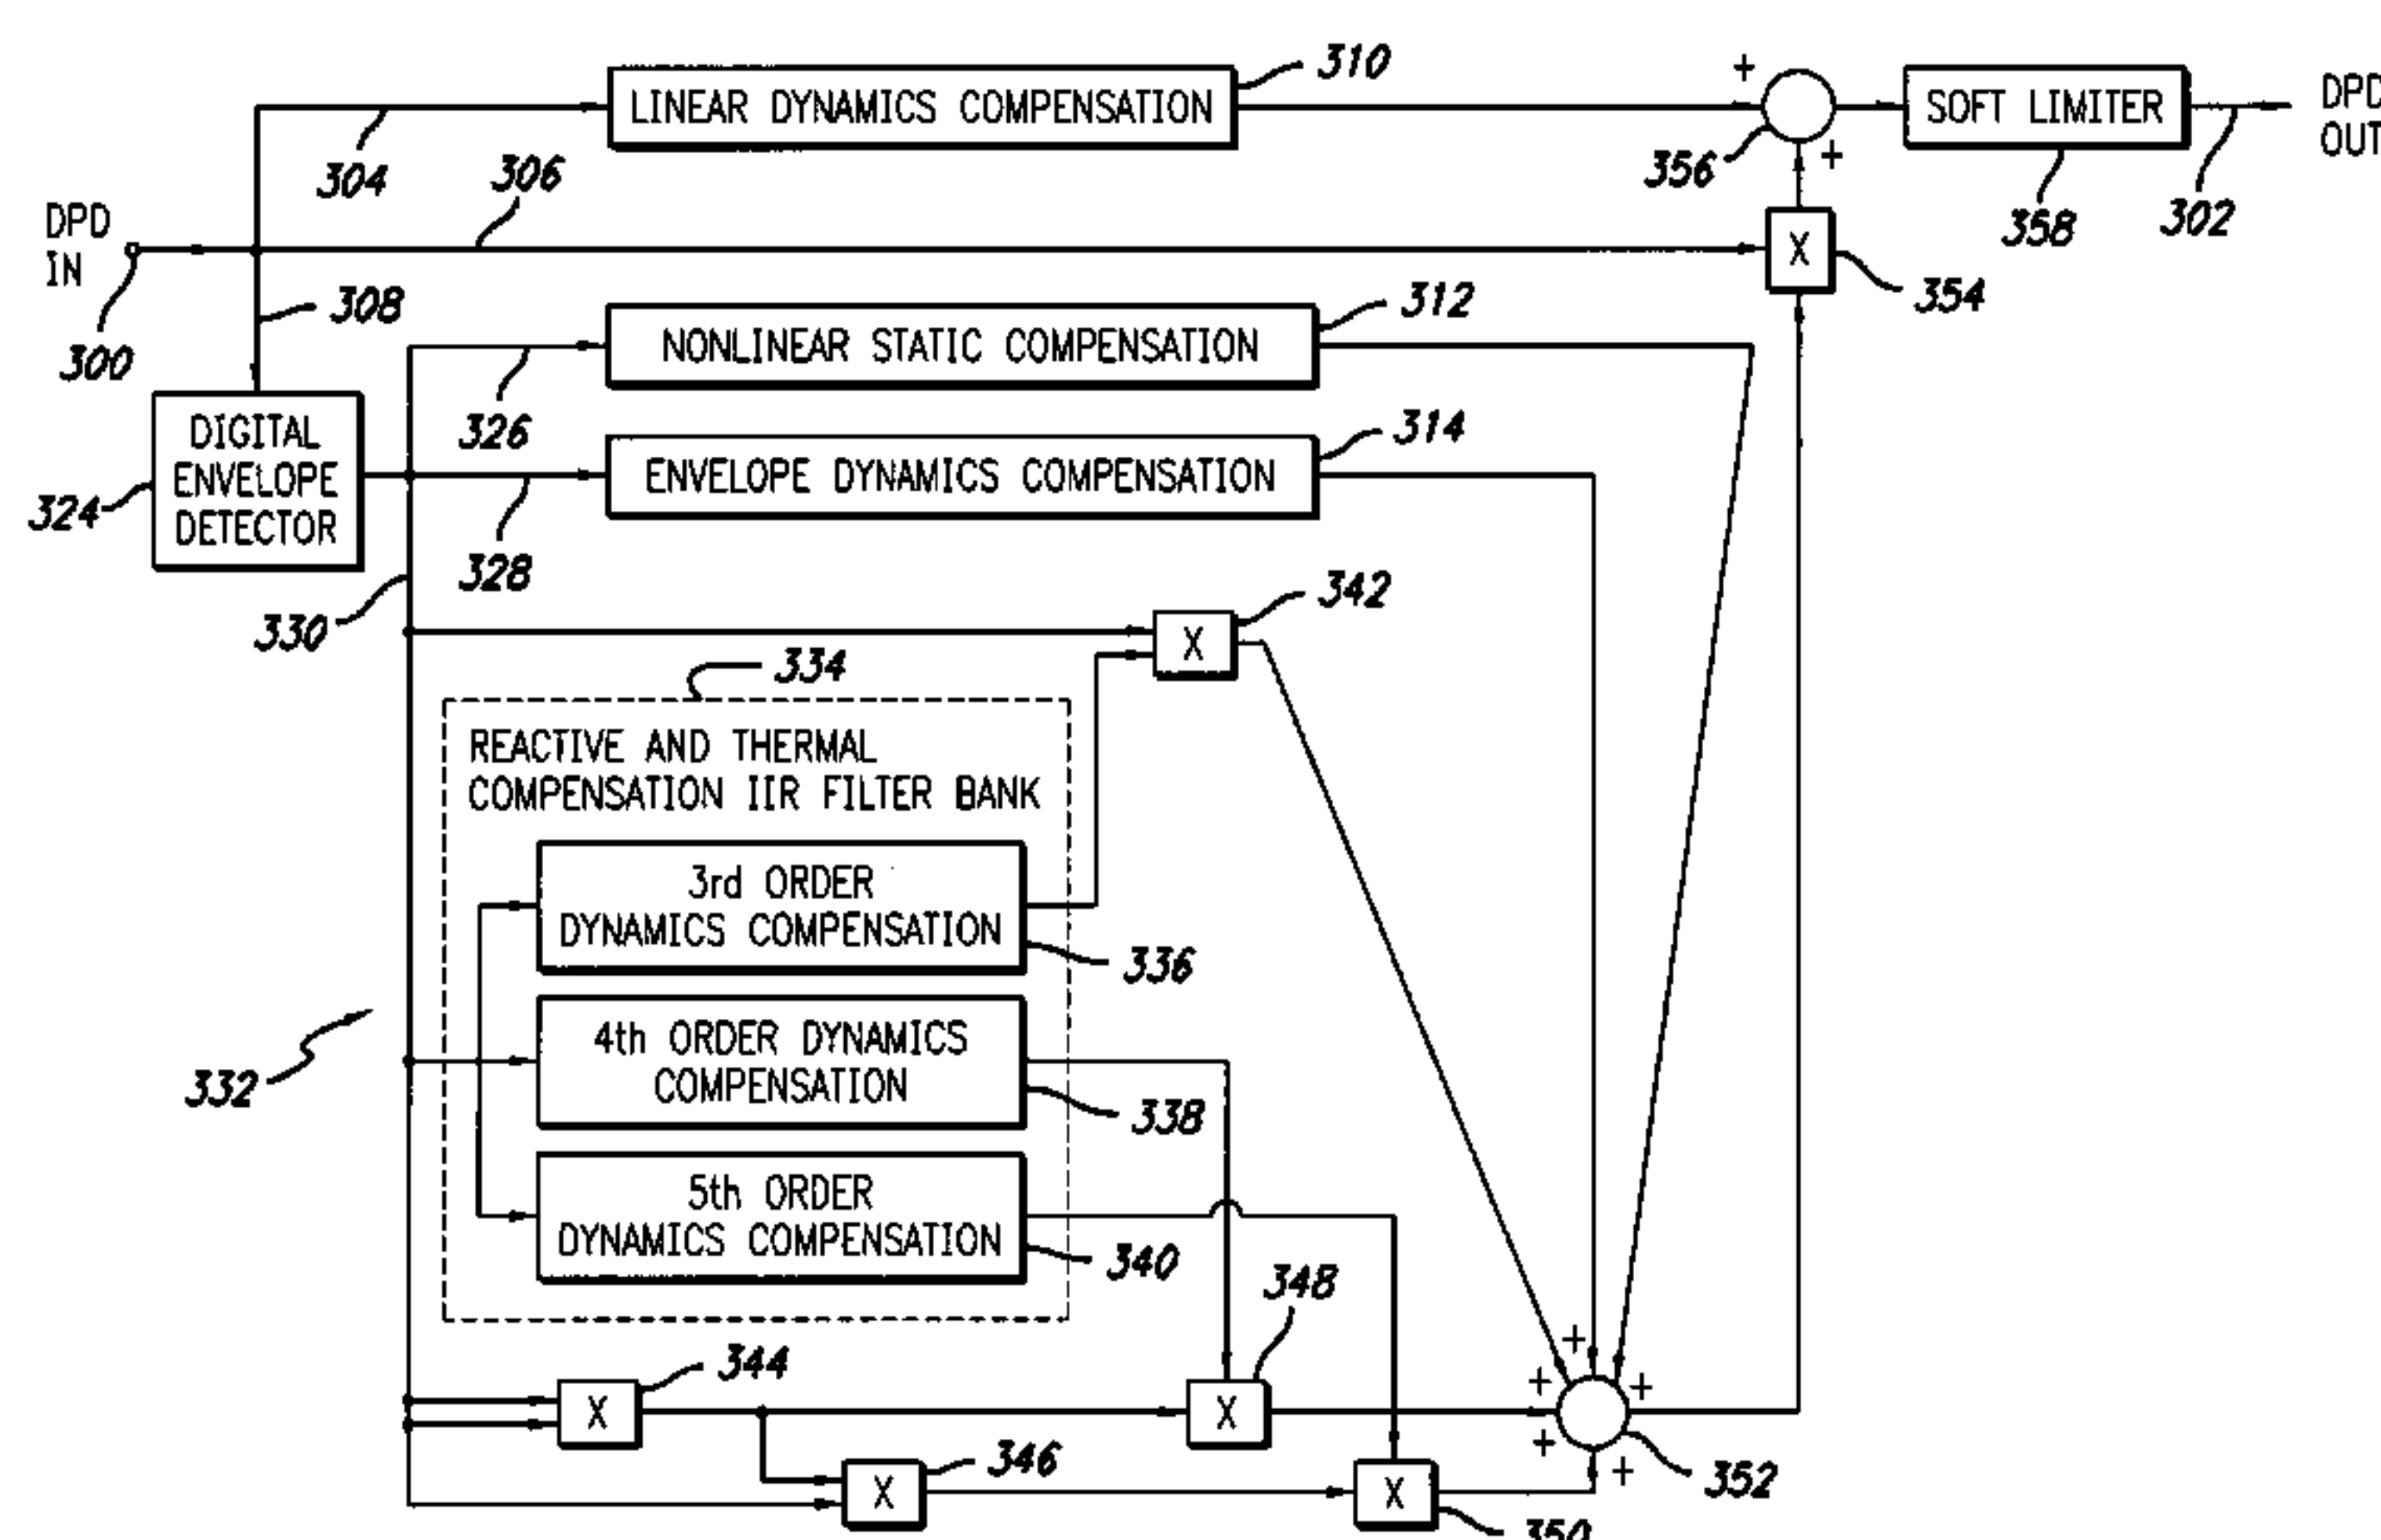 310
LINEAR DYNAMICS COMPENSATION
+
SOFT LIMITER
304
306
356
+
358
302
DPD
IN
300
308
X
354
312
NONLINEAR STATIC COMPENSATION
326
314
DIGITAL
ENVELOPE
DETECTOR
324
ENVELOPE DYNAMICS COMPENSATION
328
330
342
X
334
REACTIVE AND THERMAL
COMPENSATION IIR FILTER BANK
3rd ORDER
DYNAMICS COMPENSATION
336
332
4th ORDER DYNAMICS
COMPENSATION
338
5th ORDER
DYNAMICS COMPENSATION
340
348
344
X
X
+
+
+
+
+
352
346
X
X
OUT